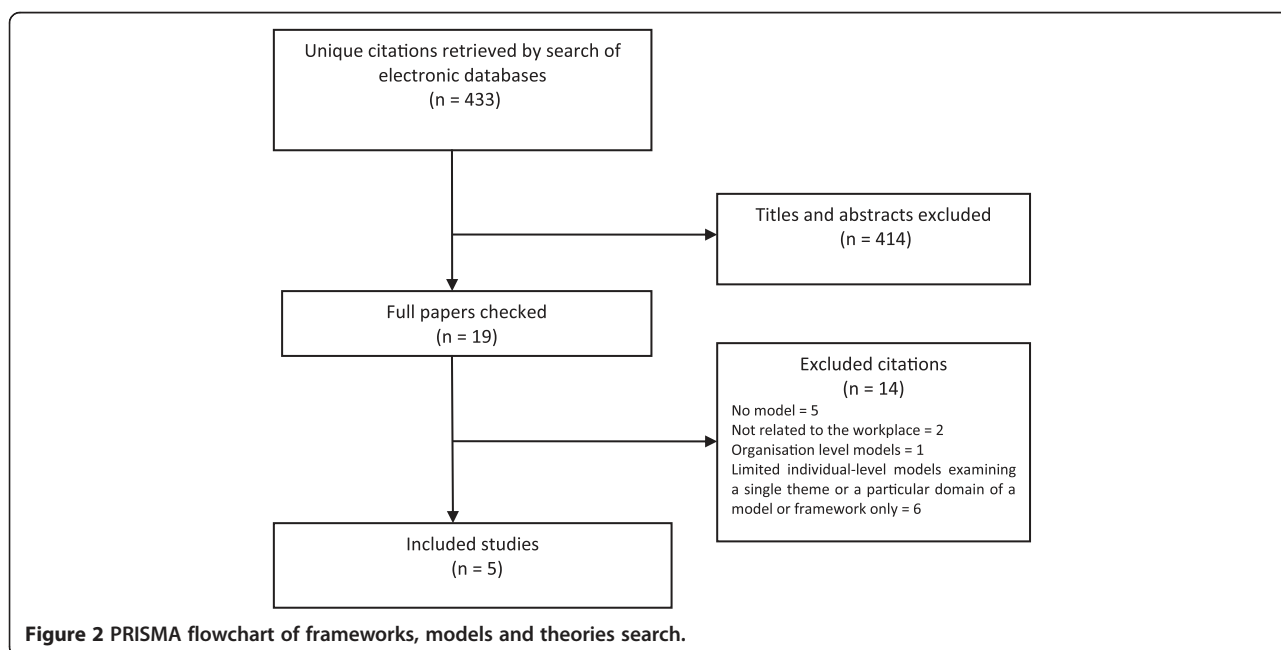 Unique citations retrieved by search of
electronic databases
(n = 433)
Titles and abstracts excluded
(n = 414)
Full papers checked
(n = 19)
Excluded citations
(n = 14)
No model = 5
Not related to the workplace = 2
Organisation level models = 1
Limited individual-level models examining
a single theme or a particular domain of a
model or framework only = 6
Included studies
(n = 5)
Figure 2 PRISMA flowchart of frameworks, models and theories search.